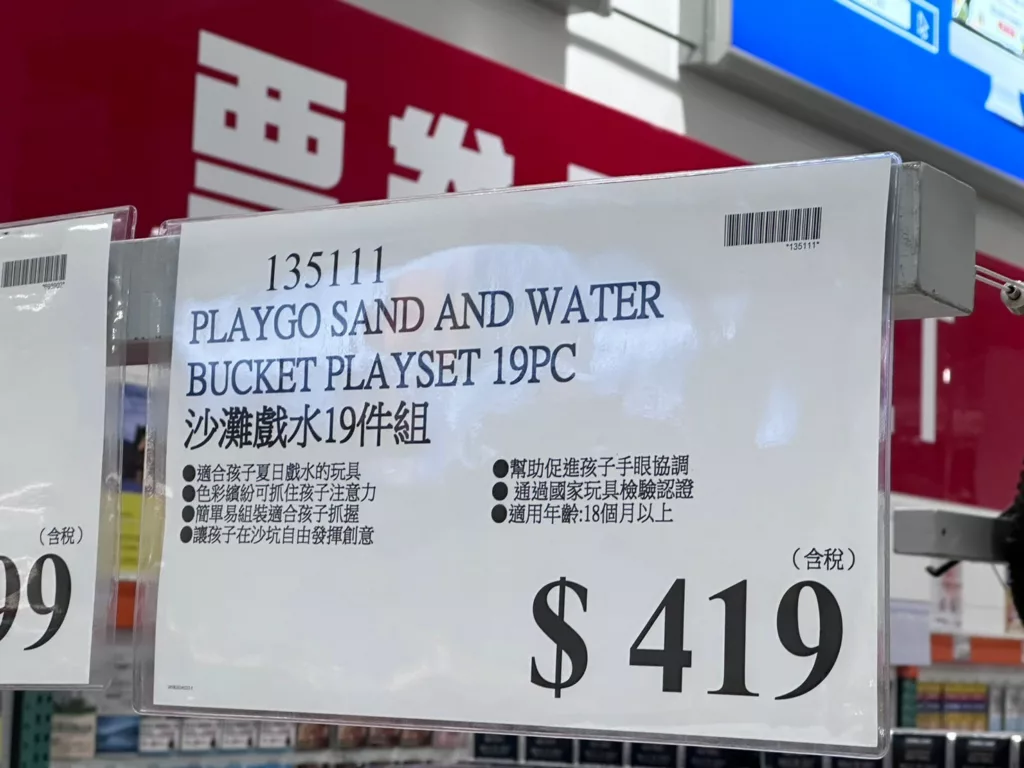 票券
135111
*135111*
PLAYGO SAND AND WATER
BUCKET PLAYSET 19PC
沙灘戲水19件組
●適合孩子夏日戲水的玩具
●色彩繽紛可抓住孩子注意力
●簡單易組裝適合孩子抓握
●讓孩子在沙坑自由發揮創意
●幫助促進孩子手眼協調
●通過國家玩具檢驗認證
●適用年齡:18個月以上
(含稅)
$ 419
(含稅)
99